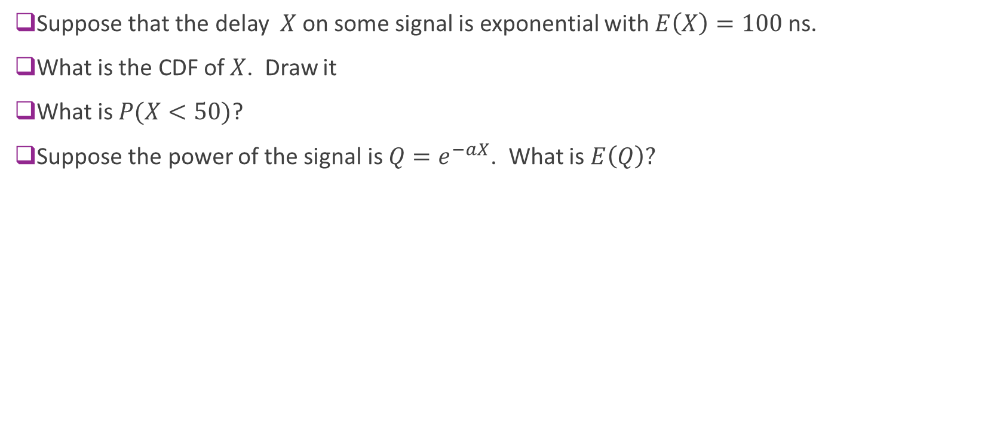 ❑Suppose that the delay X on some signal is exponential with E(X) = 100 ns.
❑What is the CDF of X. Draw it
❑What is P(X < 50)?
❑Suppose the power of the signal is Q = e^{-aX}. What is E(Q)?